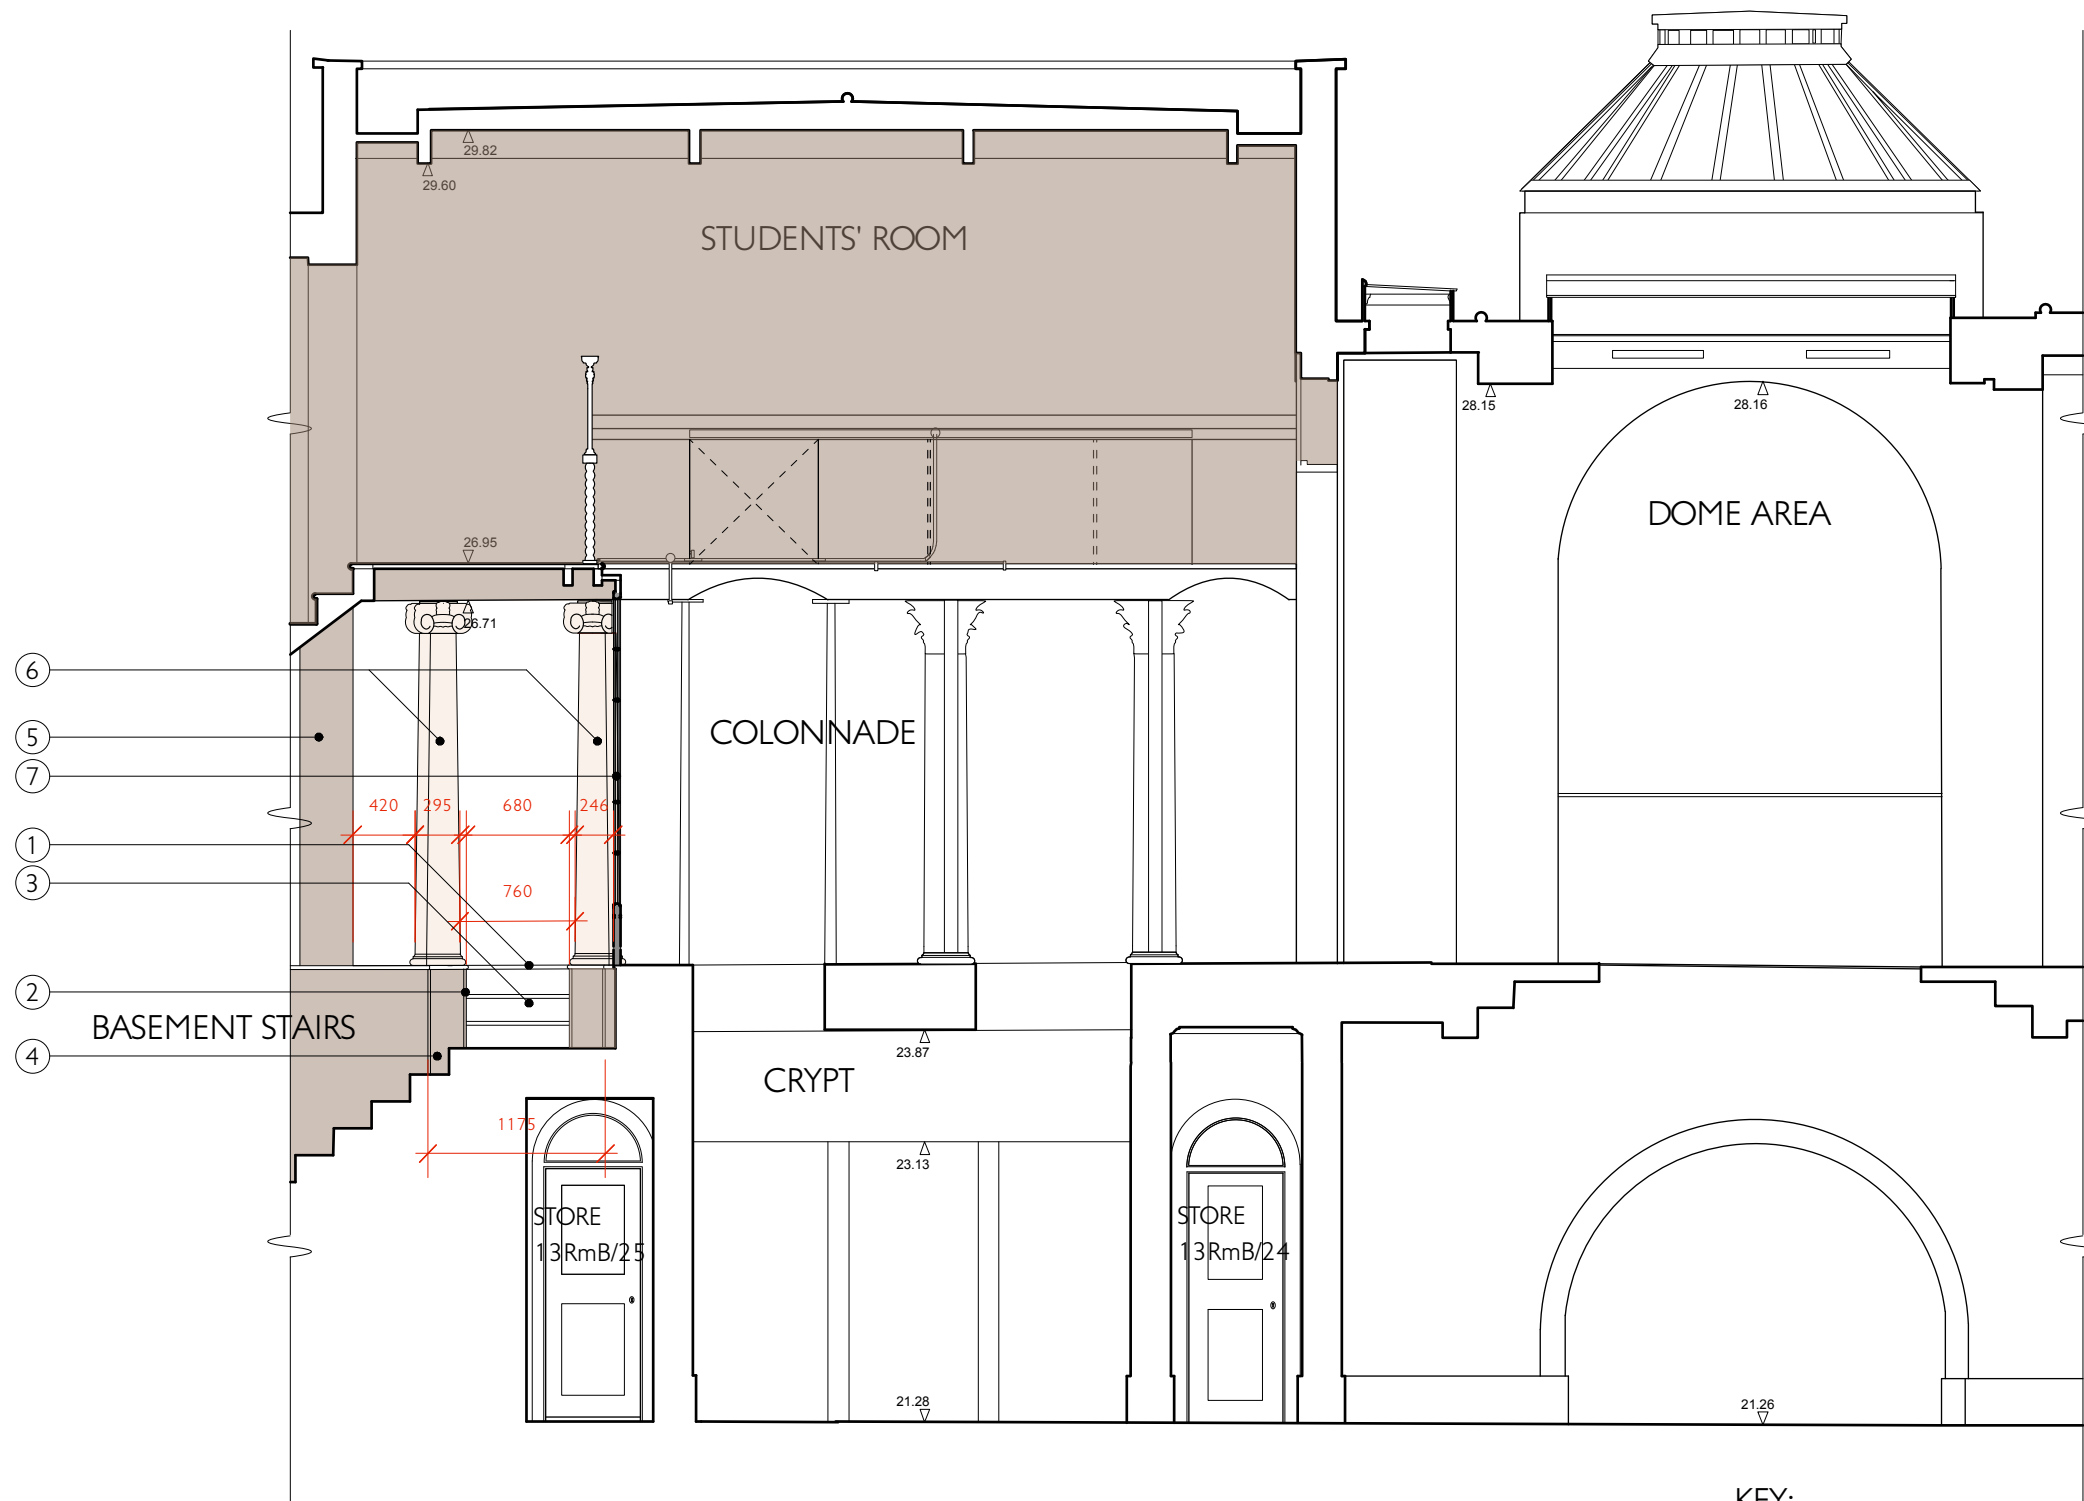 29.82
29.60
STUDENTS' ROOM
28.15
28.16
DOME AREA
26.95
26.71
6
5
COLONNADE
7
420 295 680 246
1
3
760
2
BASEMENT STAIRS
4
23.87
CRYPT
1175
23.13
STORE
13RmB/25
STORE
13RmB/24
21.28
21.26
KEY: